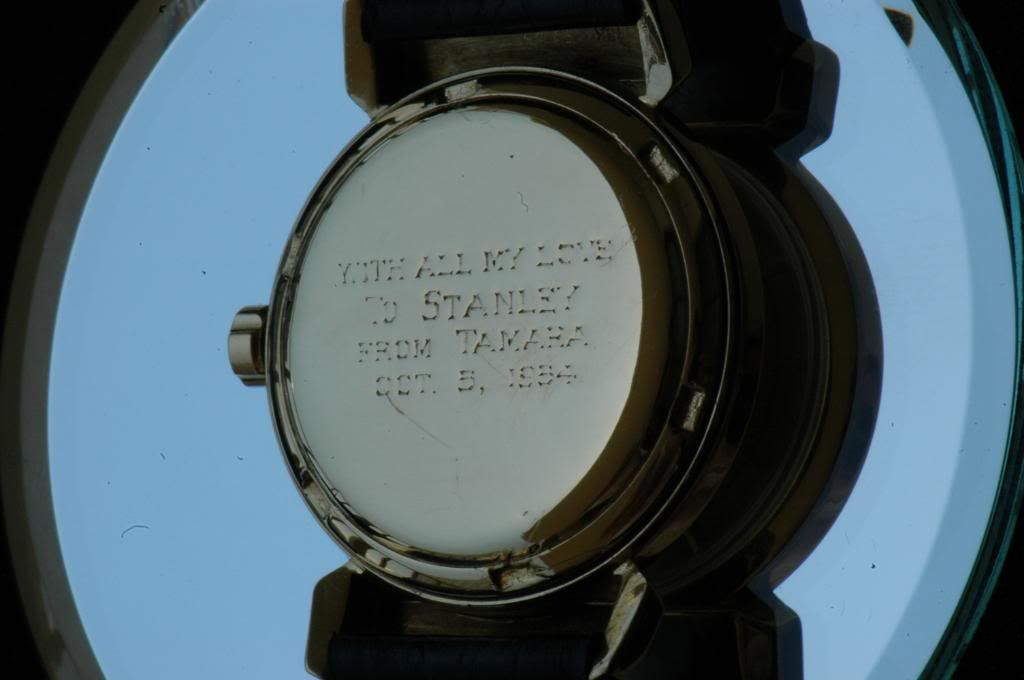 WITH ALL MY LOVE
TO STANLEY
FROM TAMARA
OCT. 5, 1954